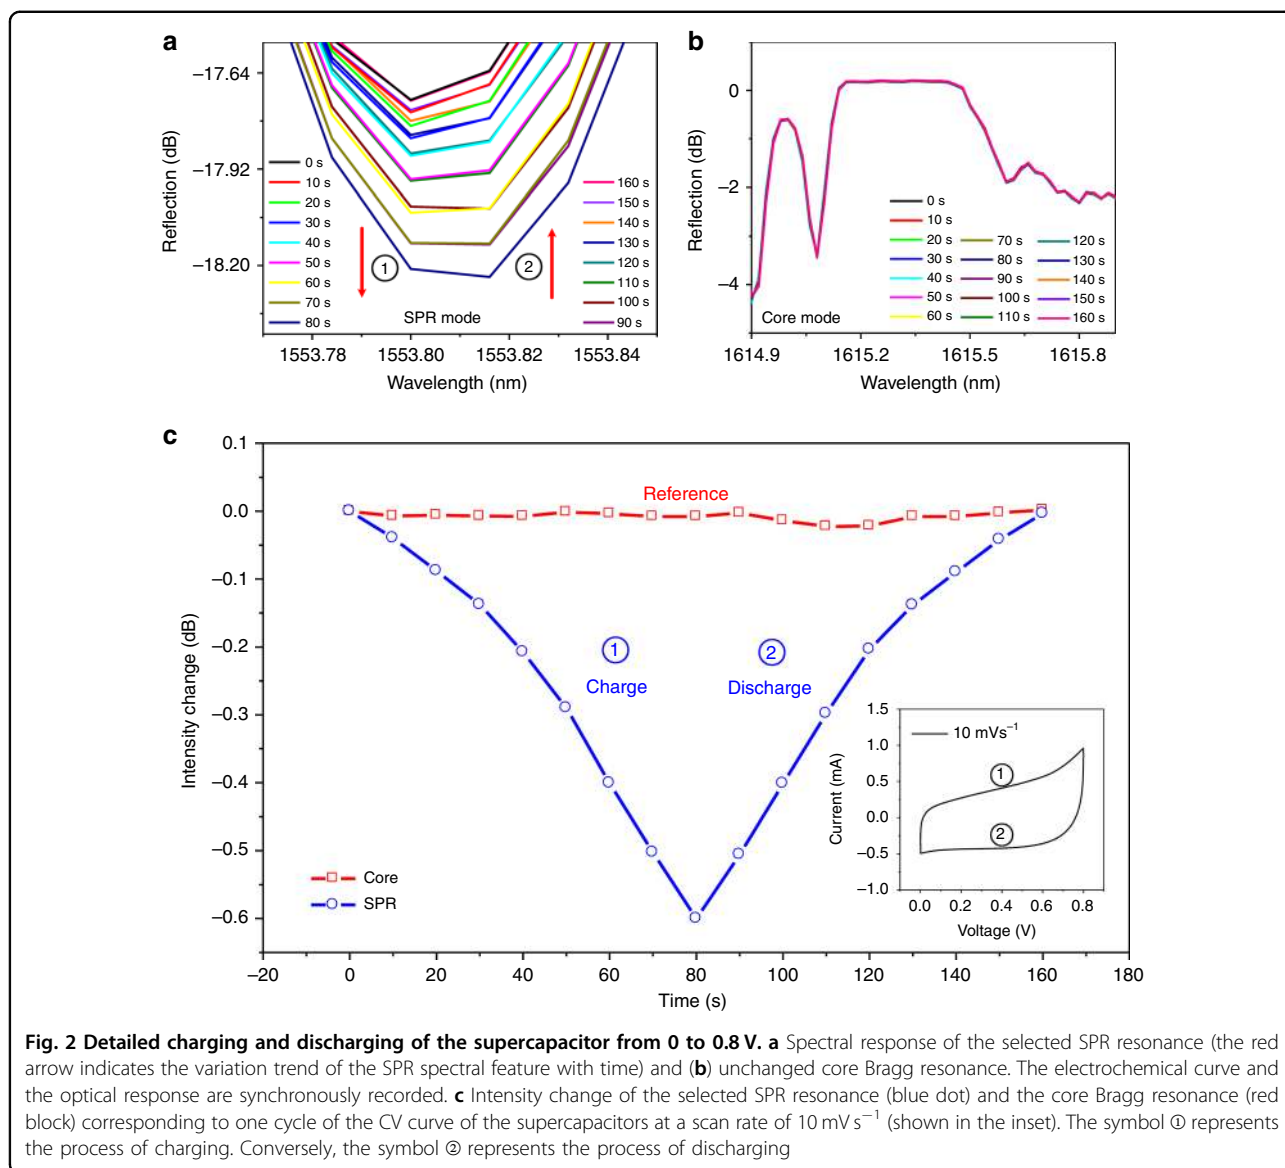 a
Reflection (dB)
–17.64
–17.92
–18.20
0 s
10 s
20 s
30 s
40 s
50 s
60 s
70 s
80 s
160 s
150 s
140 s
130 s
120 s
110 s
100 s
90 s
1
2
SPR mode
1553.78 1553.80 1553.82 1553.84
Wavelength (nm)
b
Reflection (dB)
0
–2
–4
0 s
10 s
20 s
30 s
40 s
50 s
60 s
70 s
80 s
90 s
100 s
110 s
120 s
130 s
140 s
150 s
160 s
Core mode
1614.9 1615.2 1615.5 1615.8
Wavelength (nm)
c
Intensity change (dB)
0.1
0.0
–0.1
–0.2
–0.3
–0.4
–0.5
–0.6
Reference
1
Charge
2
Discharge
Core
SPR
–20 0 20 40 60 80 100 120 140 160 180
Time (s)
Current (mA)
1.5
1.0
0.5
0.0
–0.5
–1.0
10 mVs⁻¹
1
2
0.0 0.2 0.4 0.6 0.8
Voltage (V)
Fig. 2 Detailed charging and discharging of the supercapacitor from 0 to 0.8 V. a Spectral response of the selected SPR resonance (the red
arrow indicates the variation trend of the SPR spectral feature with time) and (b) unchanged core Bragg resonance. The electrochemical curve and
the optical response are synchronously recorded. c Intensity change of the selected SPR resonance (blue dot) and the core Bragg resonance (red
block) corresponding to one cycle of the CV curve of the supercapacitors at a scan rate of 10 mV s⁻¹ (shown in the inset). The symbol ① represents
the process of charging. Conversely, the symbol ② represents the process of discharging